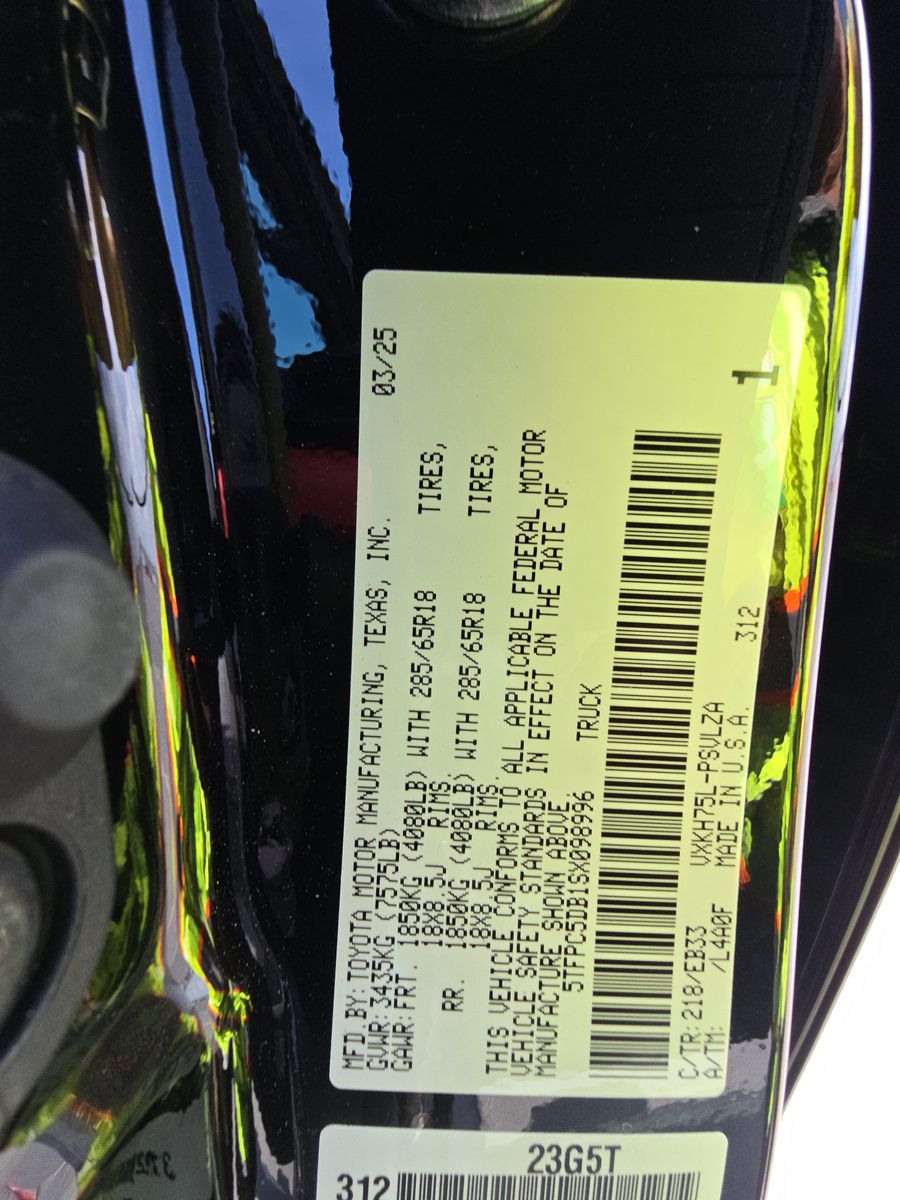 MFD BY:TOYOTA MOTOR MANUFACTURING, TEXAS, INC. 03/25
GVWR:3435KG (7575LB)
GAWR:FRT. 1850KG (4080LB) WITH 285/65R18 TIRES,
18X8.5J RIMS.
RR. 1850KG (4080LB) WITH 285/65R18 TIRES,
18X8.5J RIMS.
THIS VEHICLE CONFORMS TO ALL APPLICABLE FEDERAL MOTOR
VEHICLE SAFETY STANDARDS IN EFFECT ON THE DATE OF
MANUFACTURE SHOWN ABOVE.
5TFPC5DB1SX098996 TRUCK
C/TR:218/EB33 VXKH75L-PSVLZA 312
A/TM: /L4A0F MADE IN U.S.A.
1
23G5T
312